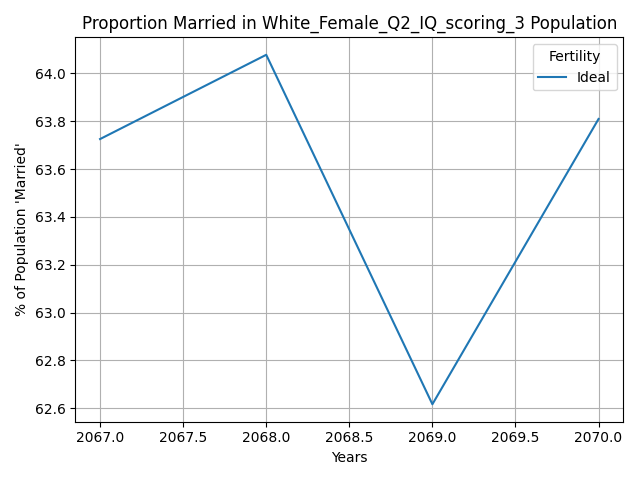 Proportion Married in White_Female_Q2_IQ_scoring_3 Population
Fertility
Ideal
64.0
63.8
63.6
63.4
63.2
63.0
62.8
62.6
% of Population 'Married'
2067.0 2067.5 2068.0 2068.5 2069.0 2069.5 2070.0
Years